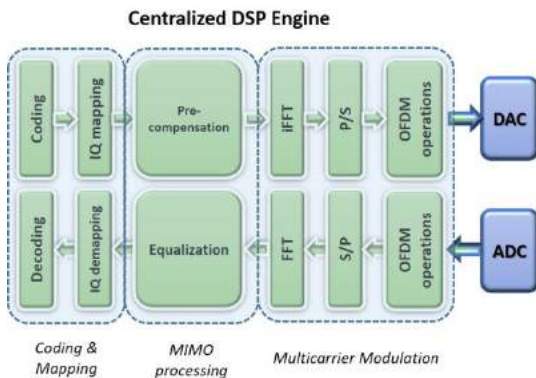 Centralized DSP Engine
Coding
IQ mapping
Pre-
compensation
iFFT
P/S
OFDM
operations
DAC
Decoding
IQ demapping
Equalization
FFT
S/P
OFDM
operations
ADC
Coding &
Mapping
MIMO
processing
Multicarrier Modulation